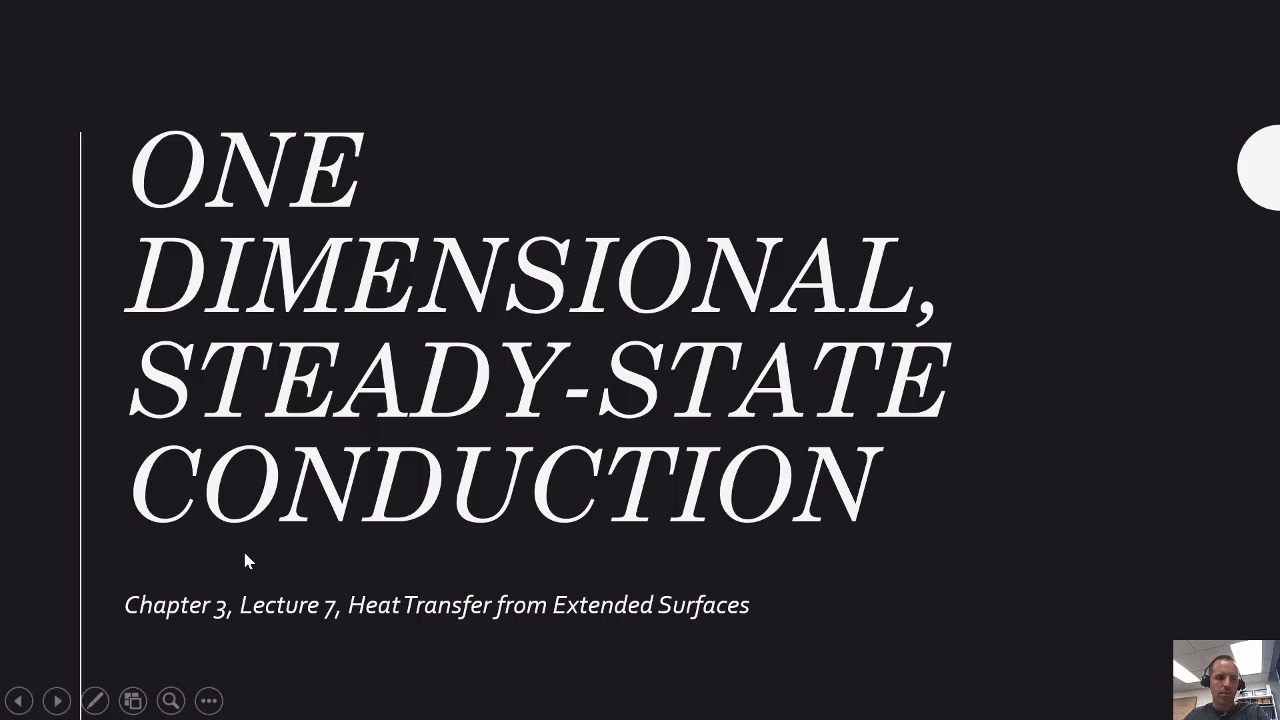 ONE
DIMENSIONAL,
STEADY-STATE
CONDUCTION
Chapter 3, Lecture 7, Heat Transfer from Extended Surfaces